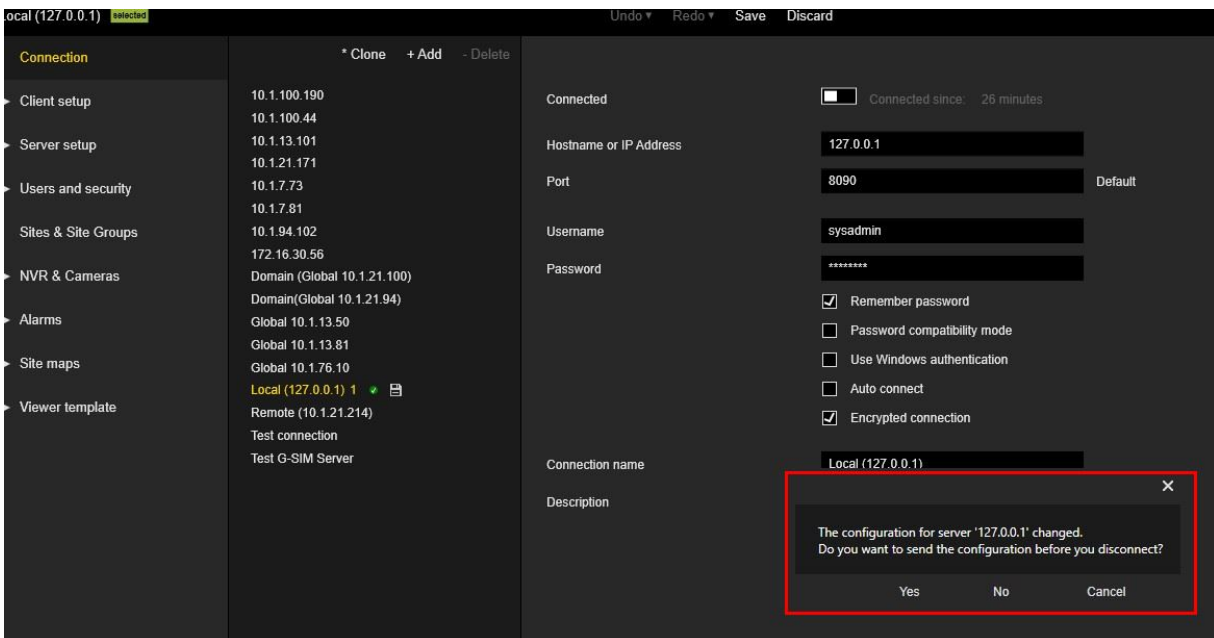 ocal (127.0.0.1) selected Undo ▾ Redo ▾ Save Discard
Connection
Client setup
Server setup
Users and security
Sites & Site Groups
NVR & Cameras
Alarms
Site maps
Viewer template
* Clone + Add - Delete
10.1.100.190
10.1.100.44
10.1.13.101
10.1.21.171
10.1.7.73
10.1.7.81
10.1.94.102
172.16.30.56
Domain (Global 10.1.21.100)
Domain(Global 10.1.21.94)
Global 10.1.13.50
Global 10.1.13.81
Global 10.1.76.10
Local (127.0.0.1) 1
Remote (10.1.21.214)
Test connection
Test G-SIM Server
Connected Connected since: 26 minutes
Hostname or IP Address 127.0.0.1
Port 8090 Default
Username sysadmin
Password ********
Remember password
Password compatibility mode
Use Windows authentication
Auto connect
Encrypted connection
Connection name Local (127.0.0.1)
Description
The configuration for server '127.0.0.1' changed.
Do you want to send the configuration before you disconnect?
Yes No Cancel